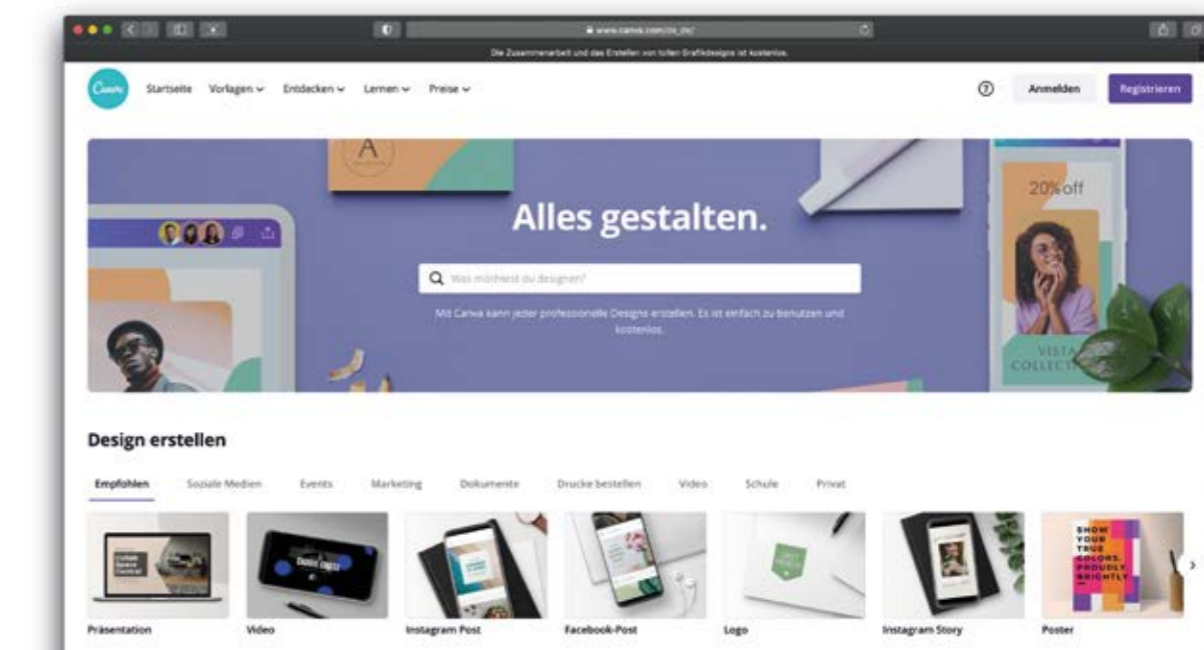 www.canva.com/de_de/
Die Zusammenarbeit und das Erstellen von tollen Grafikdesigns ist kostenlos.
Canva
Startseite Vorlagen Entdecken Lernen Preise
Anmelden Registrieren
A
20% off
Alles gestalten.
Was möchtest du designen?
Mit Canva kann jeder professionelle Designs erstellen. Es ist einfach zu benutzen und
kostenlos.
VISTA
Design erstellen
Empfohlen Soziale Medien Events Marketing Dokumente Drucke bestellen Video Schule Privat
SHOW
YOUR
TRUE
COLORS.
PROUDLY
BRIGHTLY
Präsentation Video Instagram Post Facebook-Post Logo Instagram Story Poster